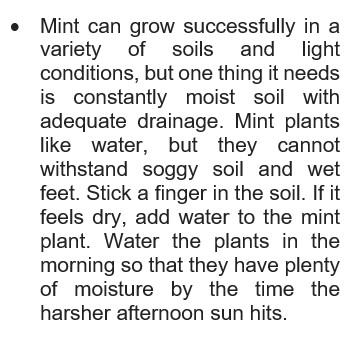 • Mint can grow successfully in a
variety of soils and light
conditions, but one thing it needs
is constantly moist soil with
adequate drainage. Mint plants
like water, but they cannot
withstand soggy soil and wet
feet. Stick a finger in the soil. If it
feels dry, add water to the mint
plant. Water the plants in the
morning so that they have plenty
of moisture by the time the
harsher afternoon sun hits.